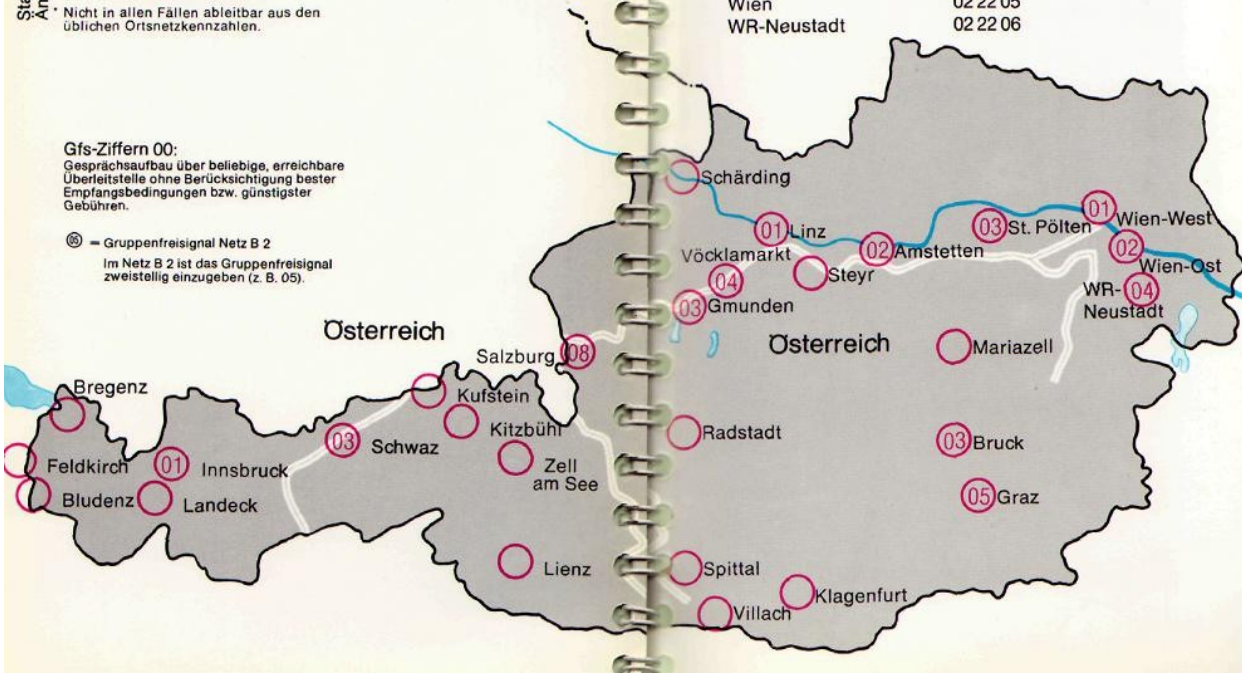 * Nicht in allen Fällen ableitbar aus den
üblichen Ortsnetzkennzahlen.
Wien 02 22 05
WR-Neustadt 02 22 06
Gfs-Ziffern 00:
Gesprächsaufbau über beliebige, erreichbare
Überleitstelle ohne Berücksichtigung bester
Empfangsbedingungen bzw. günstigster
Gebühren.
05 = Gruppenfreisignal Netz B 2
Im Netz B 2 ist das Gruppenfreisignal
zweistellig einzugeben (z. B. 05).
Österreich
Salzburg 08
Bregenz
Kufstein
Kitzbühl
03 Schwaz
Feldkirch
01 Innsbruck
Zell
am See
Bludenz
Landeck
Lienz
Schärding
01 Linz
Vöcklamarkt
04
03 Gmunden
Steyr
02 Amstetten
03 St. Pölten
01 Wien-West
02
Wien-Ost
WR- 04
Neustadt
Österreich
Mariazell
Radstadt
03 Bruck
05 Graz
Spittal
Klagenfurt
Villach